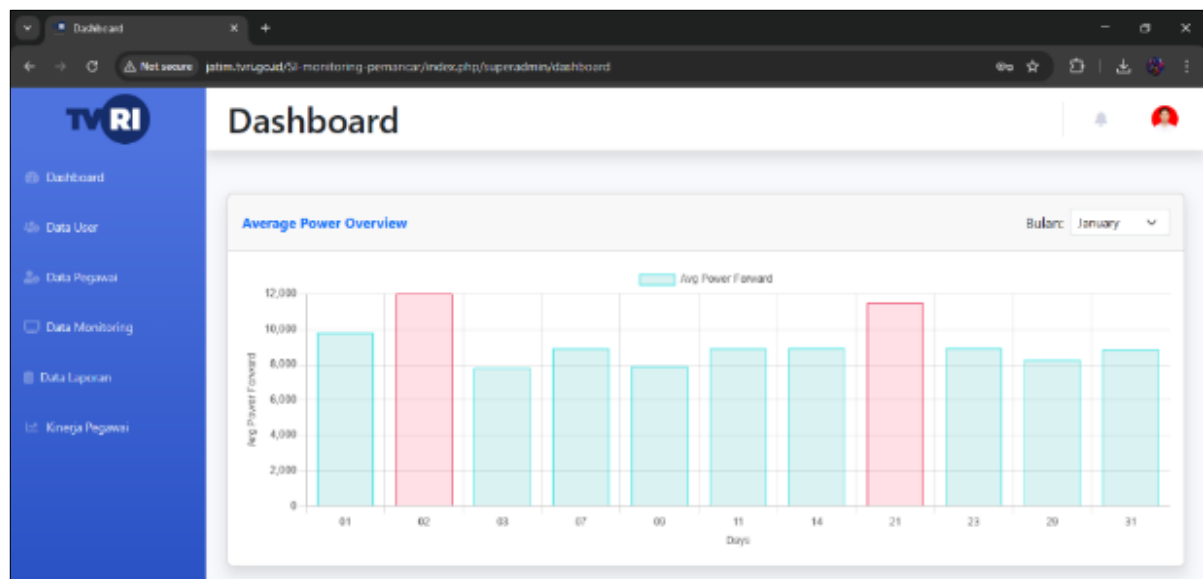 Dashboard
Not secure jatim.tvri.go.id/SI-monitoring-pemancar/index.php/superadmin/dashboard
TVRI
Dashboard
Dashboard
Data User
Data Pegawai
Data Monitoring
Data Laporan
Kinerja Pegawai
Average Power Overview
Bulan: January
Avg Power Forward
12,000
10,000
8,000
6,000
4,000
2,000
0
Avg Power Forward
01 02 03 07 09 11 14 21 23 29 31
Days